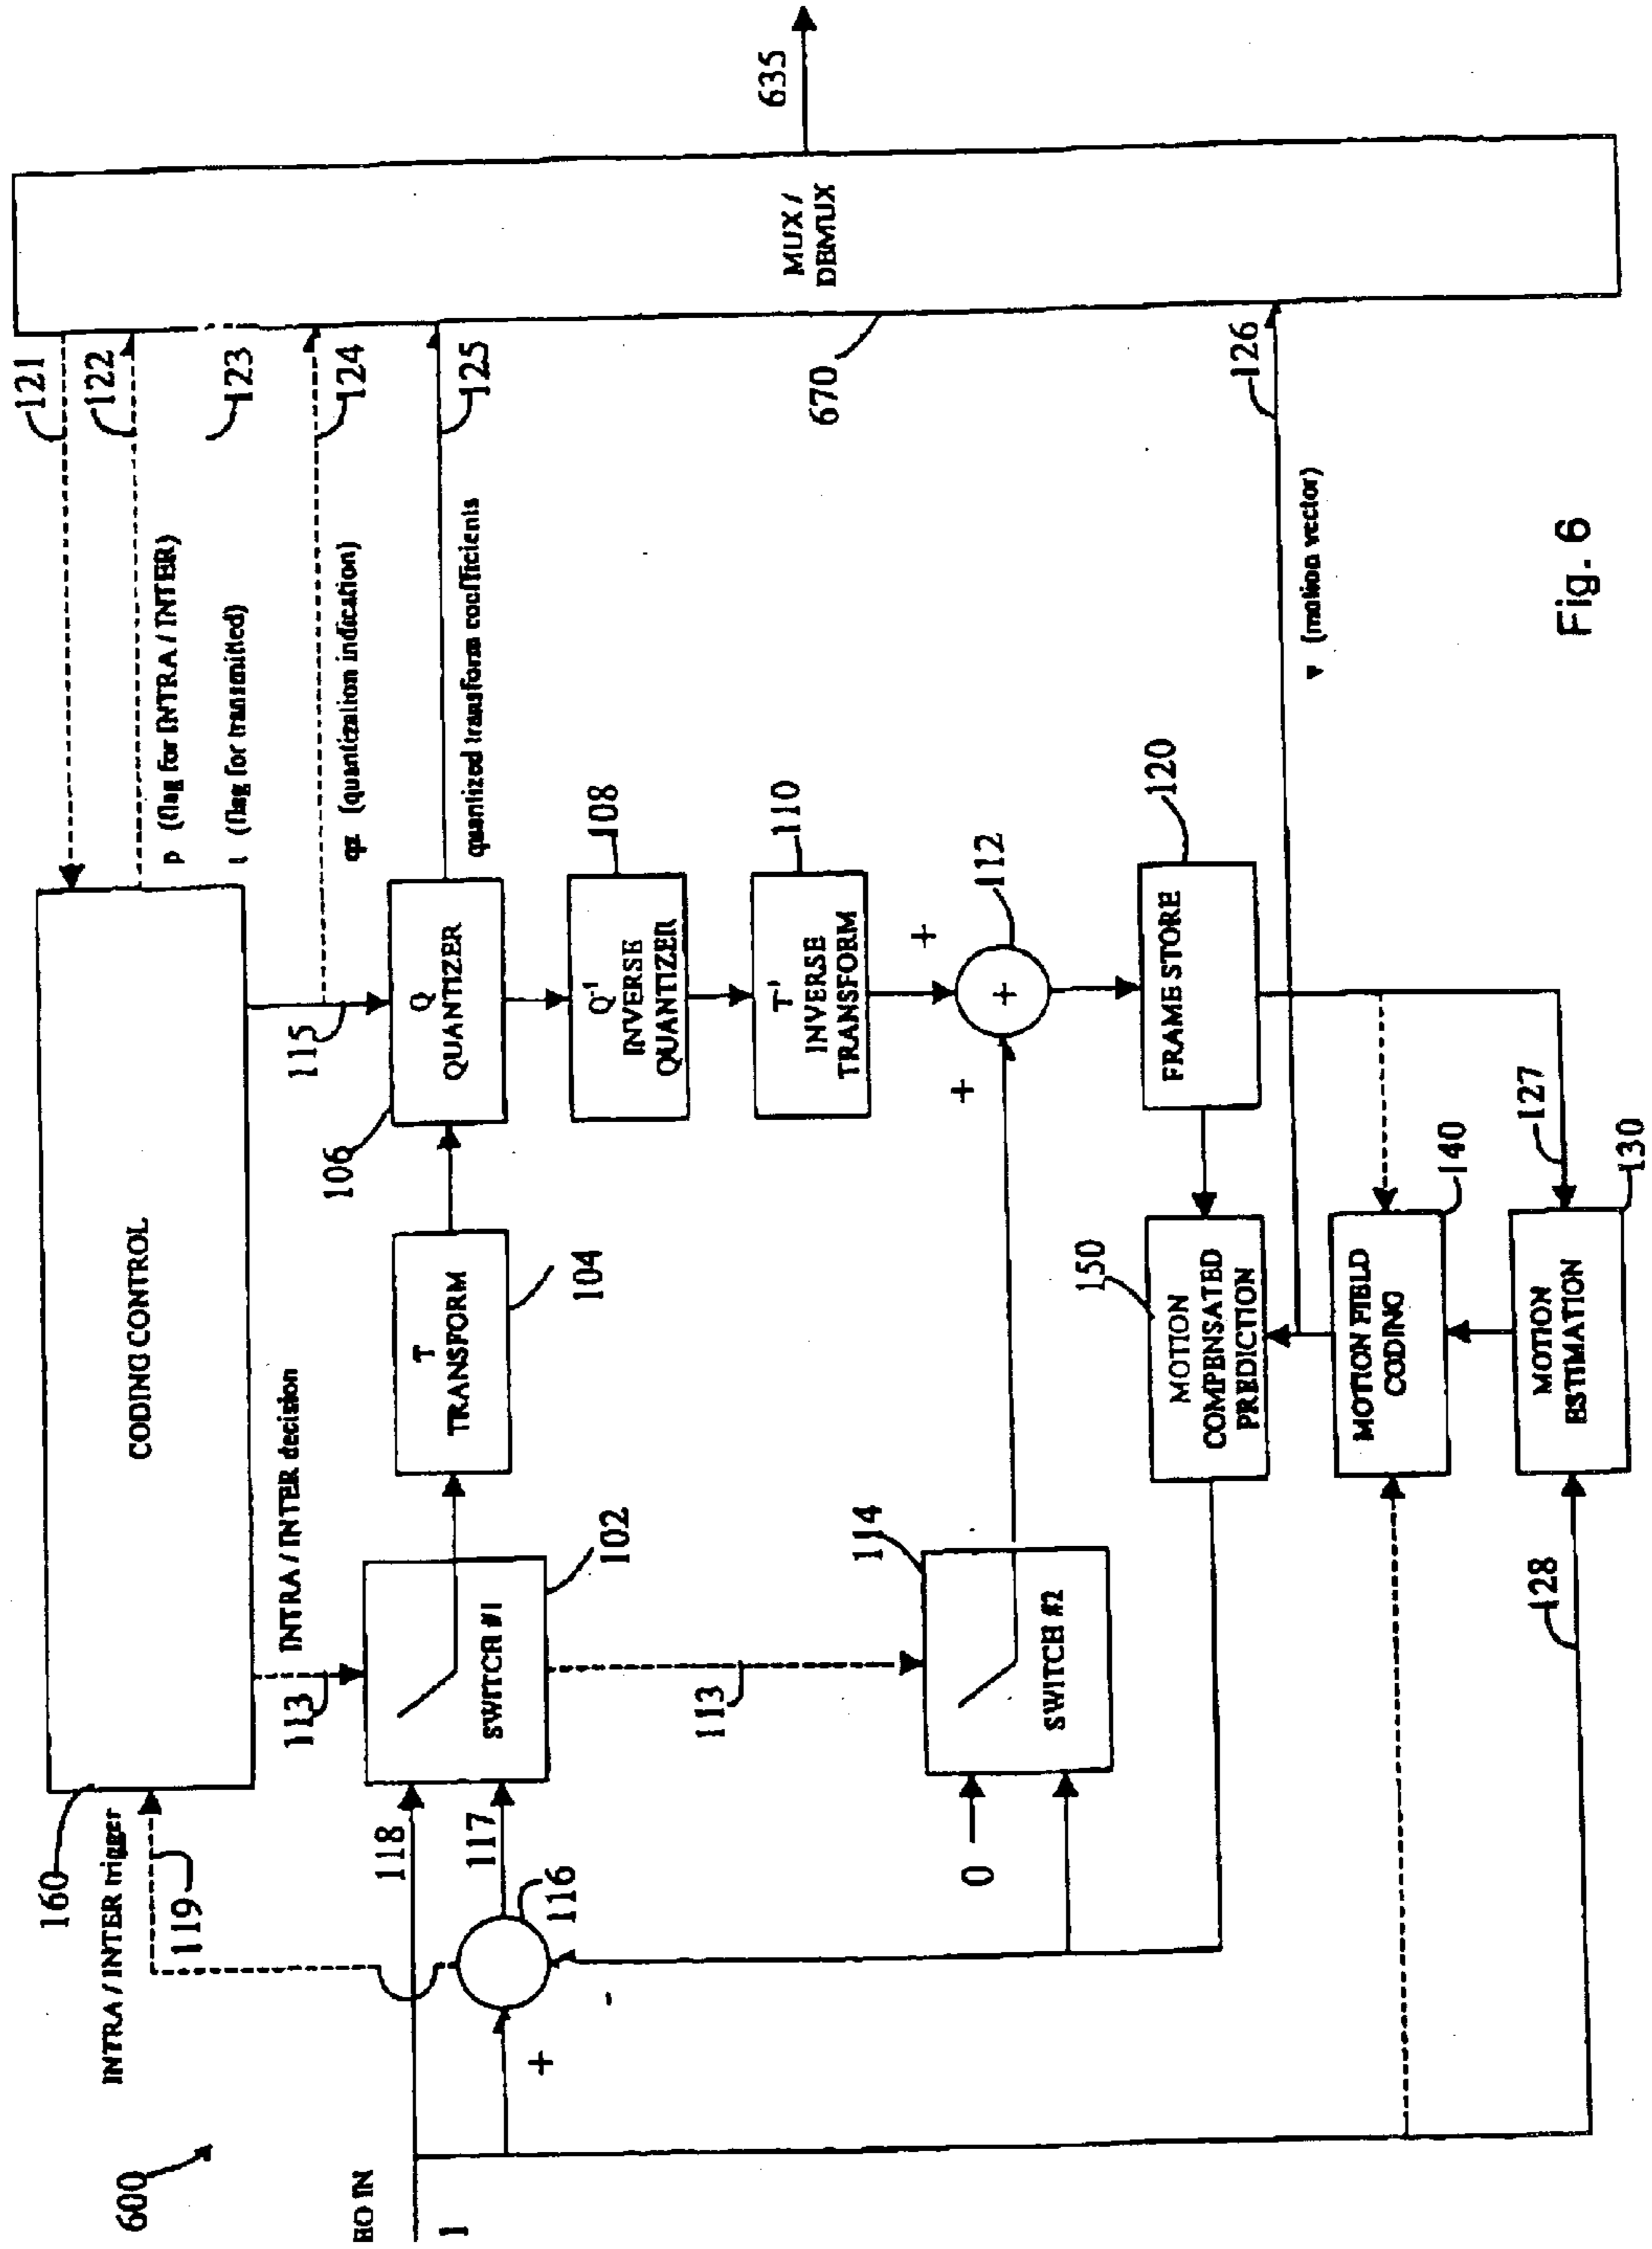 600
EO IN
1
INTRA / INTER trigger
119
160
CODING CONTROL
121
122
p (flag for INTRA / INTER)
t (flag for transmitted)
123
qz (quantization indication)
124
113
INTRA / INTER decision
115
118
117
+
-
116
SWITCH #1
102
T
TRANSFORM
104
106
Q
QUANTIZER
quantized transform coefficients
125
Q-1
INVERSE
QUANTIZER
108
T-1
INVERSE
TRANSFORM
110
113
0
114
SWITCH #2
+
+
+
112
FRAME STORE
120
150
MOTION
COMPENSATED
PREDICTION
MOTION FIELD
CODING
140
v (motion vector)
126
127
128
MOTION
ESTIMATION
130
MUX /
DEMUX
670
635
Fig. 6